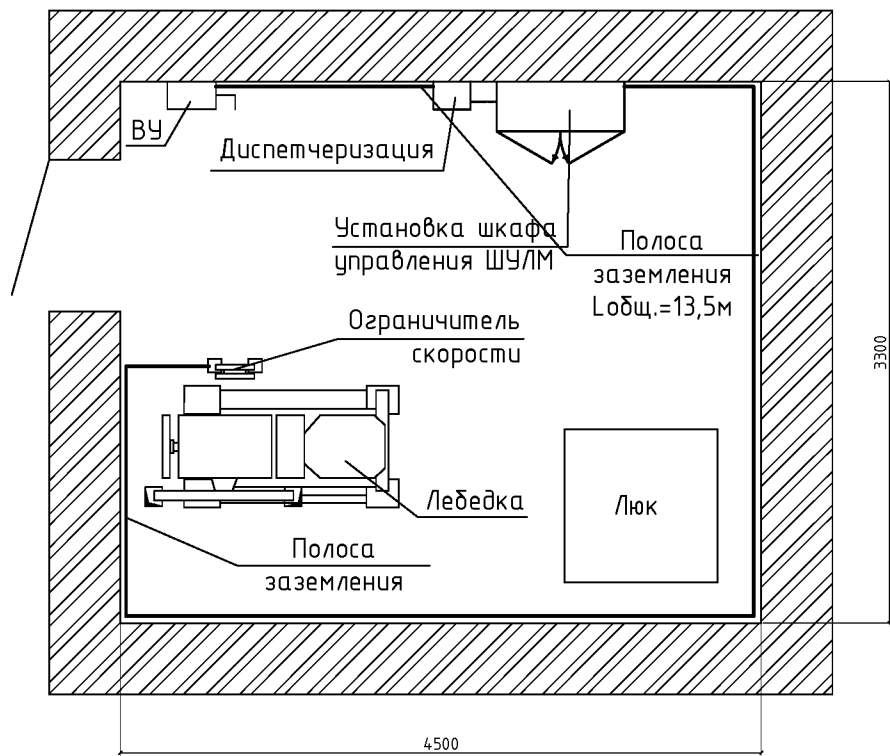 ВУ
Диспетчеризация
Установка шкафа
управления ШУЛМ
Полоса
заземления
Lобщ.=13,5м
Ограничитель
скорости
3300
Лебедка
Люк
Полоса
заземления
4500